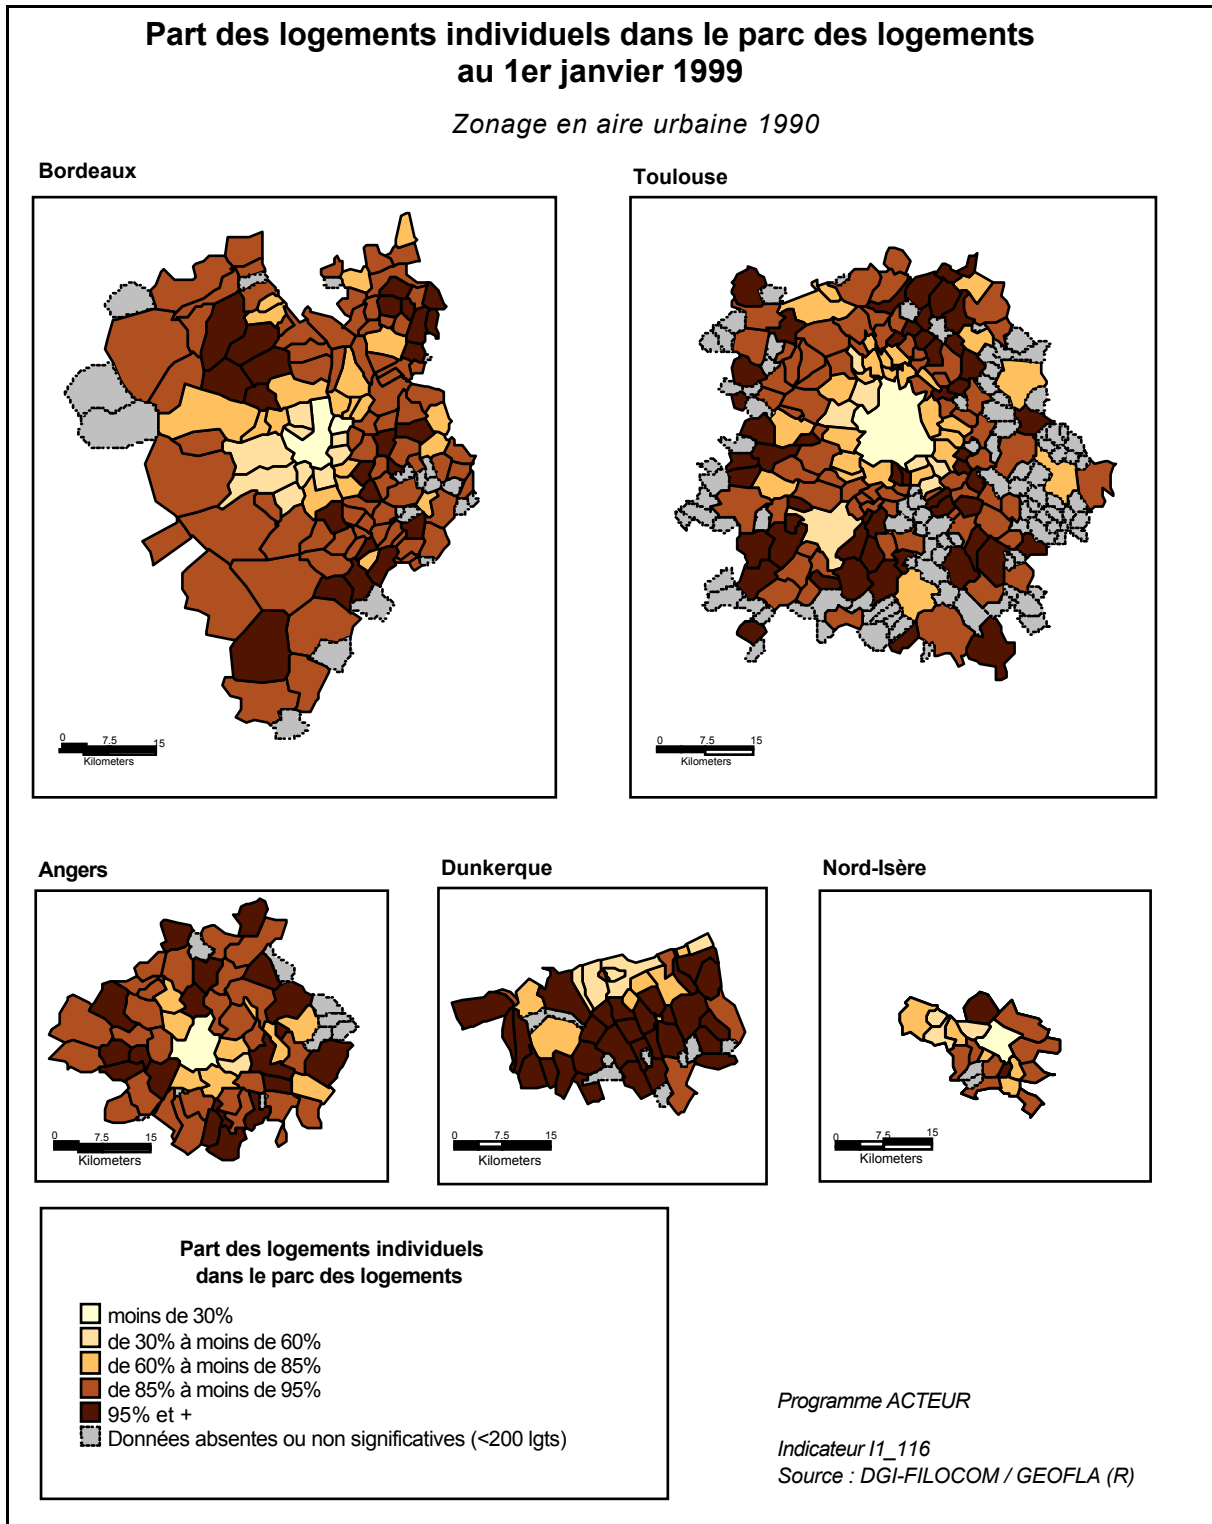 Part des logements individuels dans le parc des logements
au 1er janvier 1999
Zonage en aire urbaine 1990
Bordeaux
Toulouse
0 7.5 15
Kilometers
0 7.5 15
Kilometers
Angers
Dunkerque
Nord-Isère
0 7.5 15
Kilometers
0 7.5 15
Kilometers
0 7.5 15
Kilometers
Part des logements individuels
dans le parc des logements
moins de 30%
de 30% à moins de 60%
de 60% à moins de 85%
de 85% à moins de 95%
95% et +
Données absentes ou non significatives (<200 lgts)
Programme ACTEUR
Indicateur I1_116
Source : DGI-FILOCOM / GEOFLA (R)